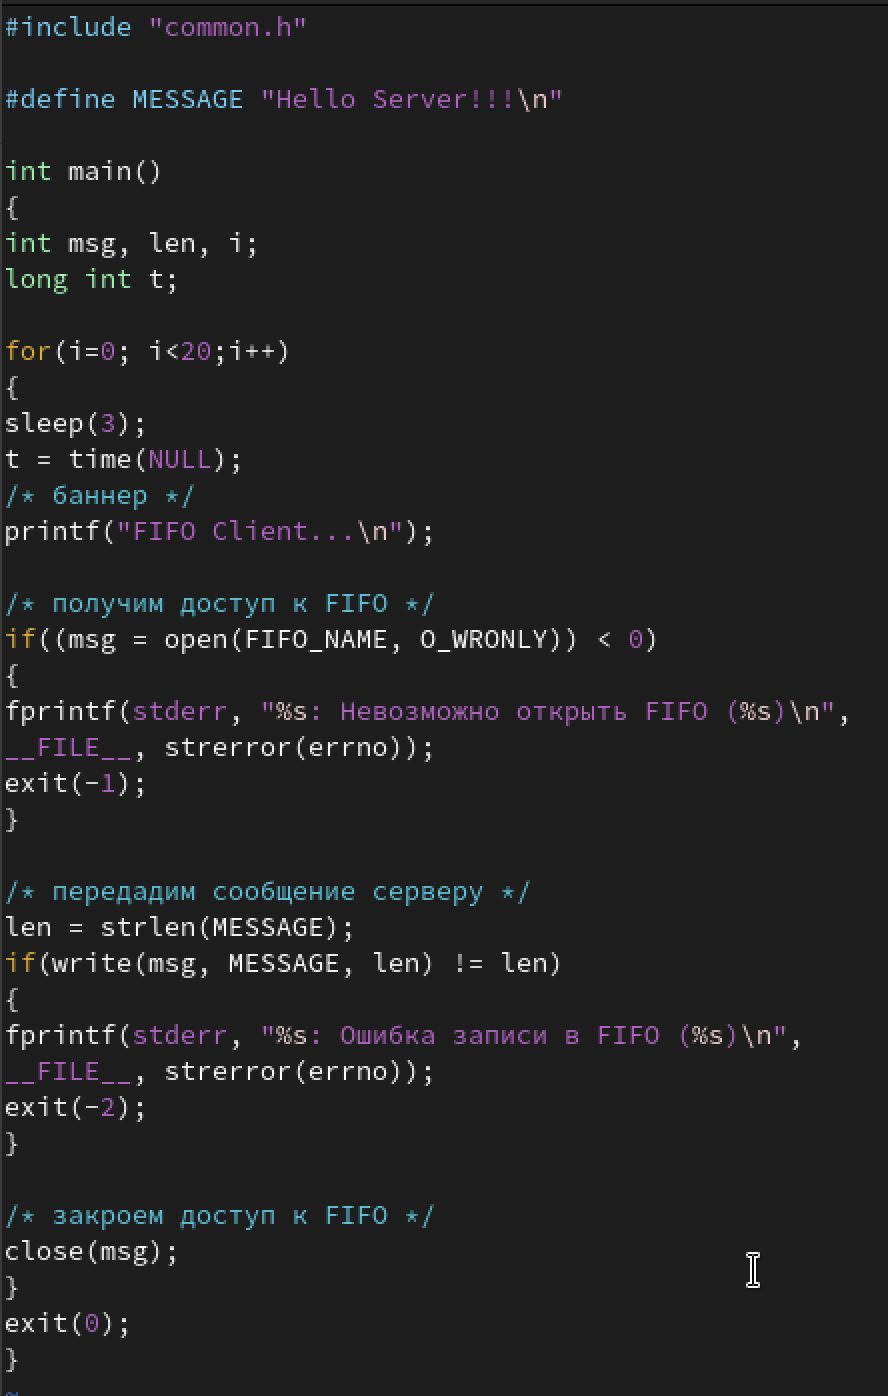 #include "common.h"
#define MESSAGE "Hello Server!!!\n"
int main()
{
int msg, len, i;
long int t;
for(i=0; i<20;i++)
{
sleep(3);
t = time(NULL);
/* баннер */
printf("FIFO Client...\n");
/* получим доступ к FIFO */
if((msg = open(FIFO_NAME, O_WRONLY)) < 0)
{
fprintf(stderr, "%s: Невозможно открыть FIFO (%s)\n",
__FILE__, strerror(errno));
exit(-1);
}
/* передадим сообщение серверу */
len = strlen(MESSAGE);
if(write(msg, MESSAGE, len) != len)
{
fprintf(stderr, "%s: Ошибка записи в FIFO (%s)\n",
__FILE__, strerror(errno));
exit(-2);
}
/* закроем доступ к FIFO */
close(msg);
}
exit(0);
}